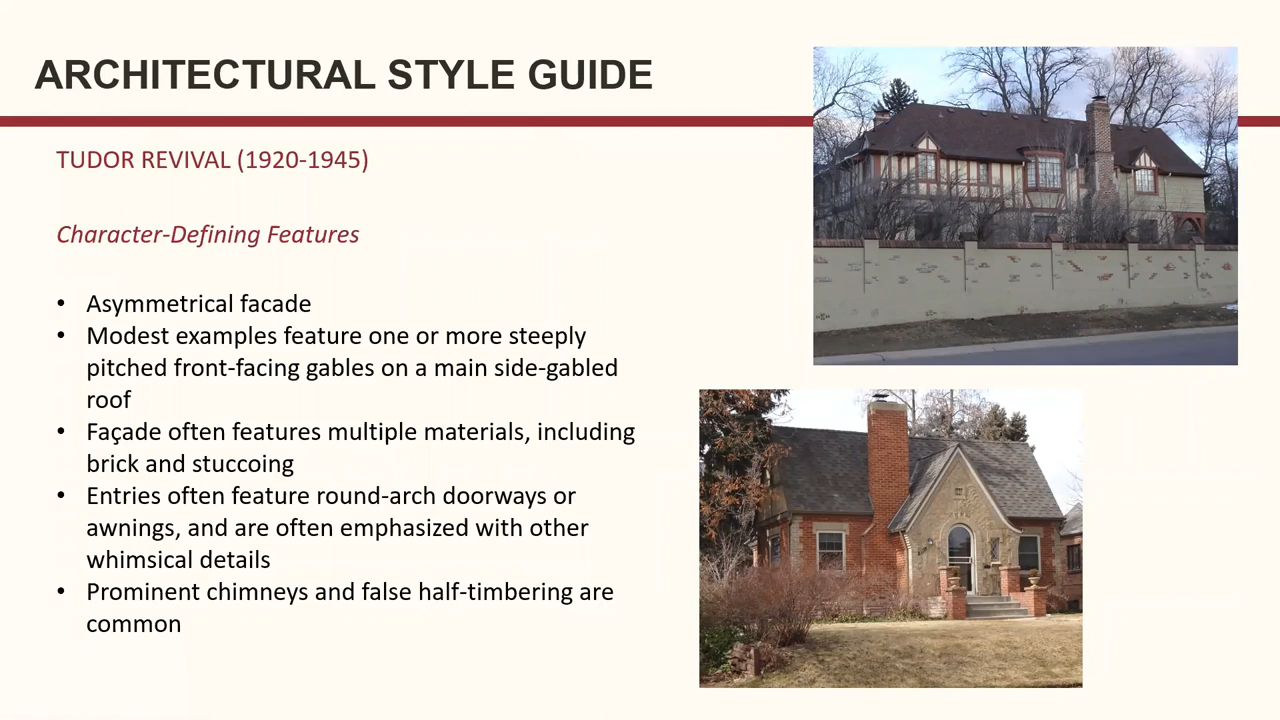 ARCHITECTURAL STYLE GUIDE
TUDOR REVIVAL (1920-1945)
Character-Defining Features
• Asymmetrical facade
• Modest examples feature one or more steeply
pitched front-facing gables on a main side-gabled
roof
• Façade often features multiple materials, including
brick and stuccoing
• Entries often feature round-arch doorways or
awnings, and are often emphasized with other
whimsical details
• Prominent chimneys and false half-timbering are
common